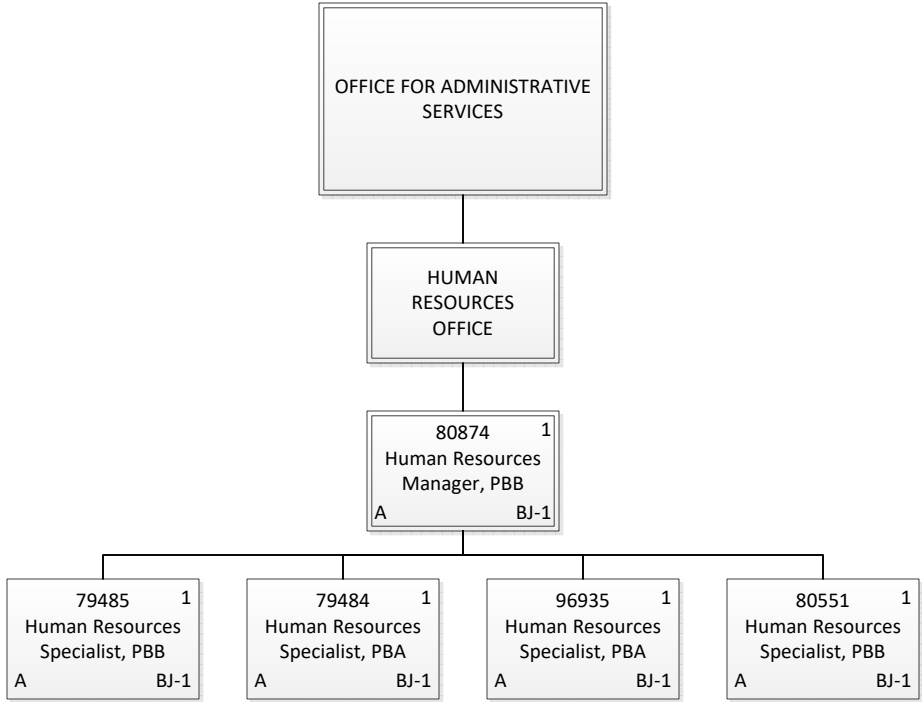 OFFICE FOR ADMINISTRATIVE
SERVICES
HUMAN
RESOURCES
OFFICE
80874 1
Human Resources
Manager, PBB
A BJ-1
79485 1
Human Resources
Specialist, PBB
A BJ-1
79484 1
Human Resources
Specialist, PBA
A BJ-1
96935 1
Human Resources
Specialist, PBA
A BJ-1
80551 1
Human Resources
Specialist, PBB
A BJ-1